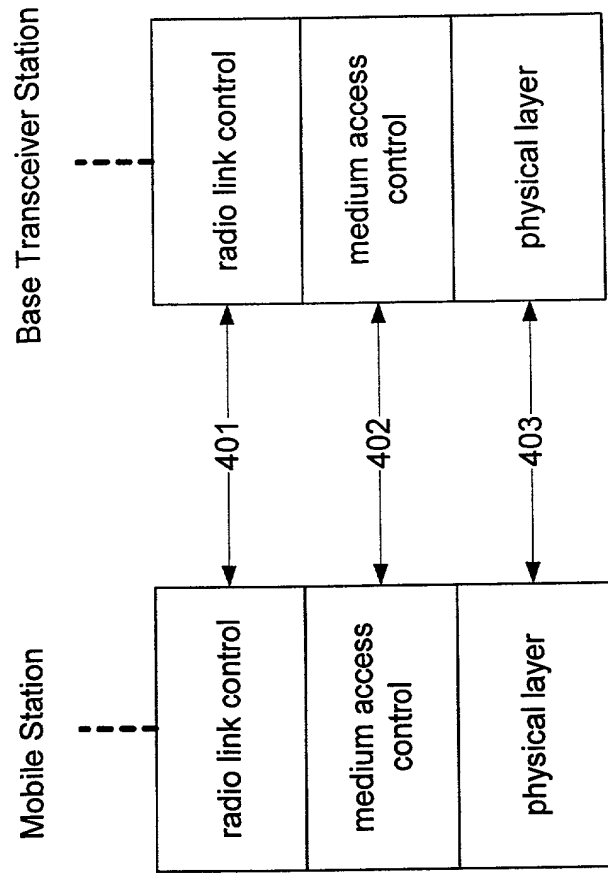 Mobile Station
radio link control
medium access
control
physical layer
401
402
403
Base Transceiver Station
radio link control
medium access
control
physical layer